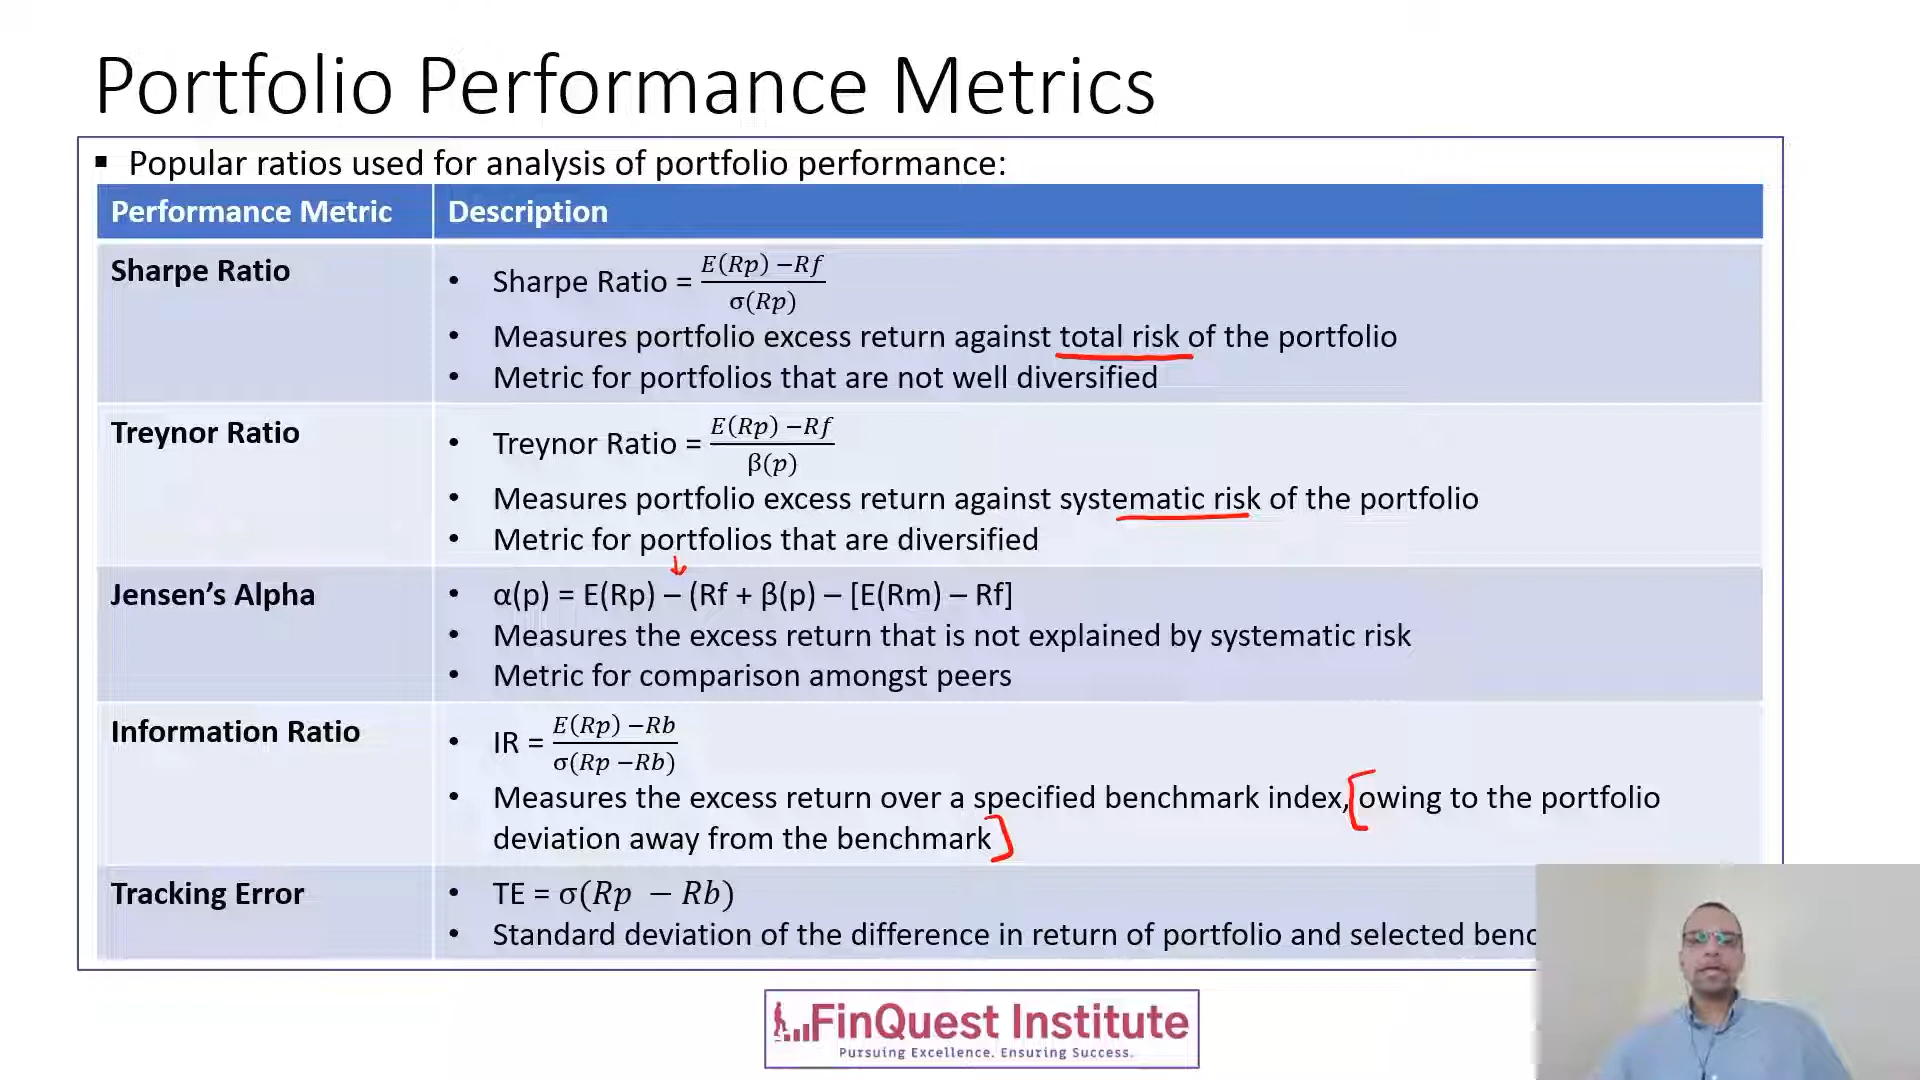 Portfolio Performance Metrics
▪ Popular ratios used for analysis of portfolio performance:
Performance Metric Description
Sharpe Ratio
• Sharpe Ratio = E(Rp) −Rf / σ(Rp)
• Measures portfolio excess return against total risk of the portfolio
• Metric for portfolios that are not well diversified
Treynor Ratio
• Treynor Ratio = E(Rp) −Rf / β(p)
• Measures portfolio excess return against systematic risk of the portfolio
• Metric for portfolios that are diversified
Jensen's Alpha
• α(p) = E(Rp) – (Rf + β(p) – [E(Rm) – Rf]
• Measures the excess return that is not explained by systematic risk
• Metric for comparison amongst peers
Information Ratio
• IR = E(Rp) −Rb / σ(Rp −Rb)
• Measures the excess return over a specified benchmark index, owing to the portfolio
deviation away from the benchmark
Tracking Error
• TE = σ(Rp − Rb)
• Standard deviation of the difference in return of portfolio and selected
FinQuest Institute
Pursuing Excellence. Ensuring Success.